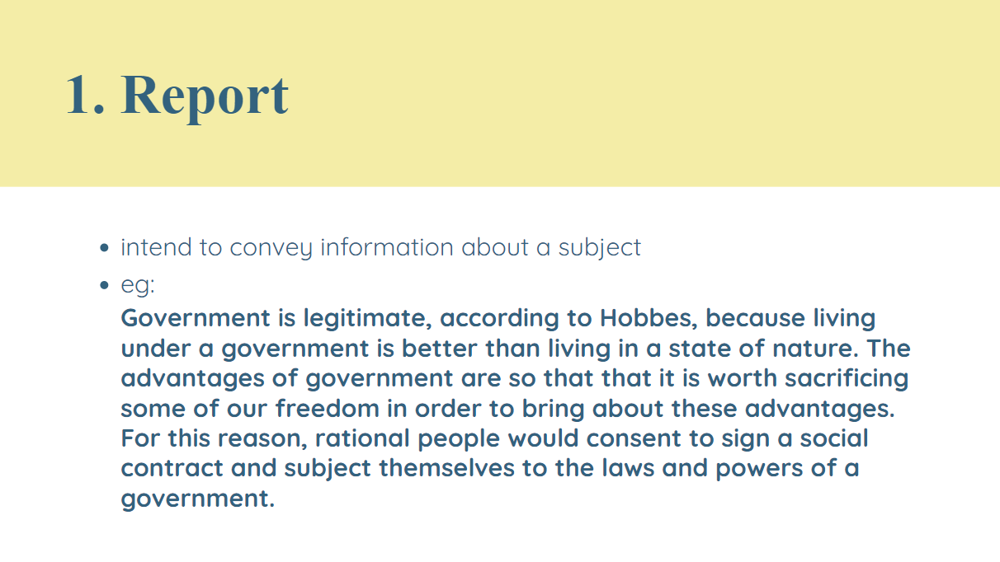 1. Report
• intend to convey information about a subject
• eg:
Government is legitimate, according to Hobbes, because living
under a government is better than living in a state of nature. The
advantages of government are so that that it is worth sacrificing
some of our freedom in order to bring about these advantages.
For this reason, rational people would consent to sign a social
contract and subject themselves to the laws and powers of a
government.